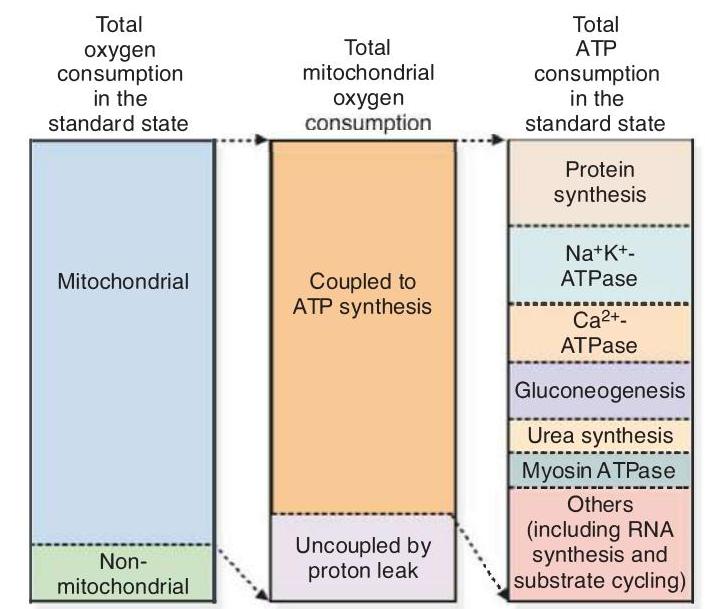 Total
oxygen
consumption
in the
standard state
Total
mitochondrial
oxygen
consumption
Total
ATP
consumption
in the
standard state
Mitochondrial
Non-
mitochondrial
Coupled to
ATP synthesis
Uncoupled by
proton leak
Protein
synthesis
Na⁺K⁺-
ATPase
Ca²⁺-
ATPase
Gluconeogenesis
Urea synthesis
Myosin ATPase
Others
(including RNA
synthesis and
substrate cycling)